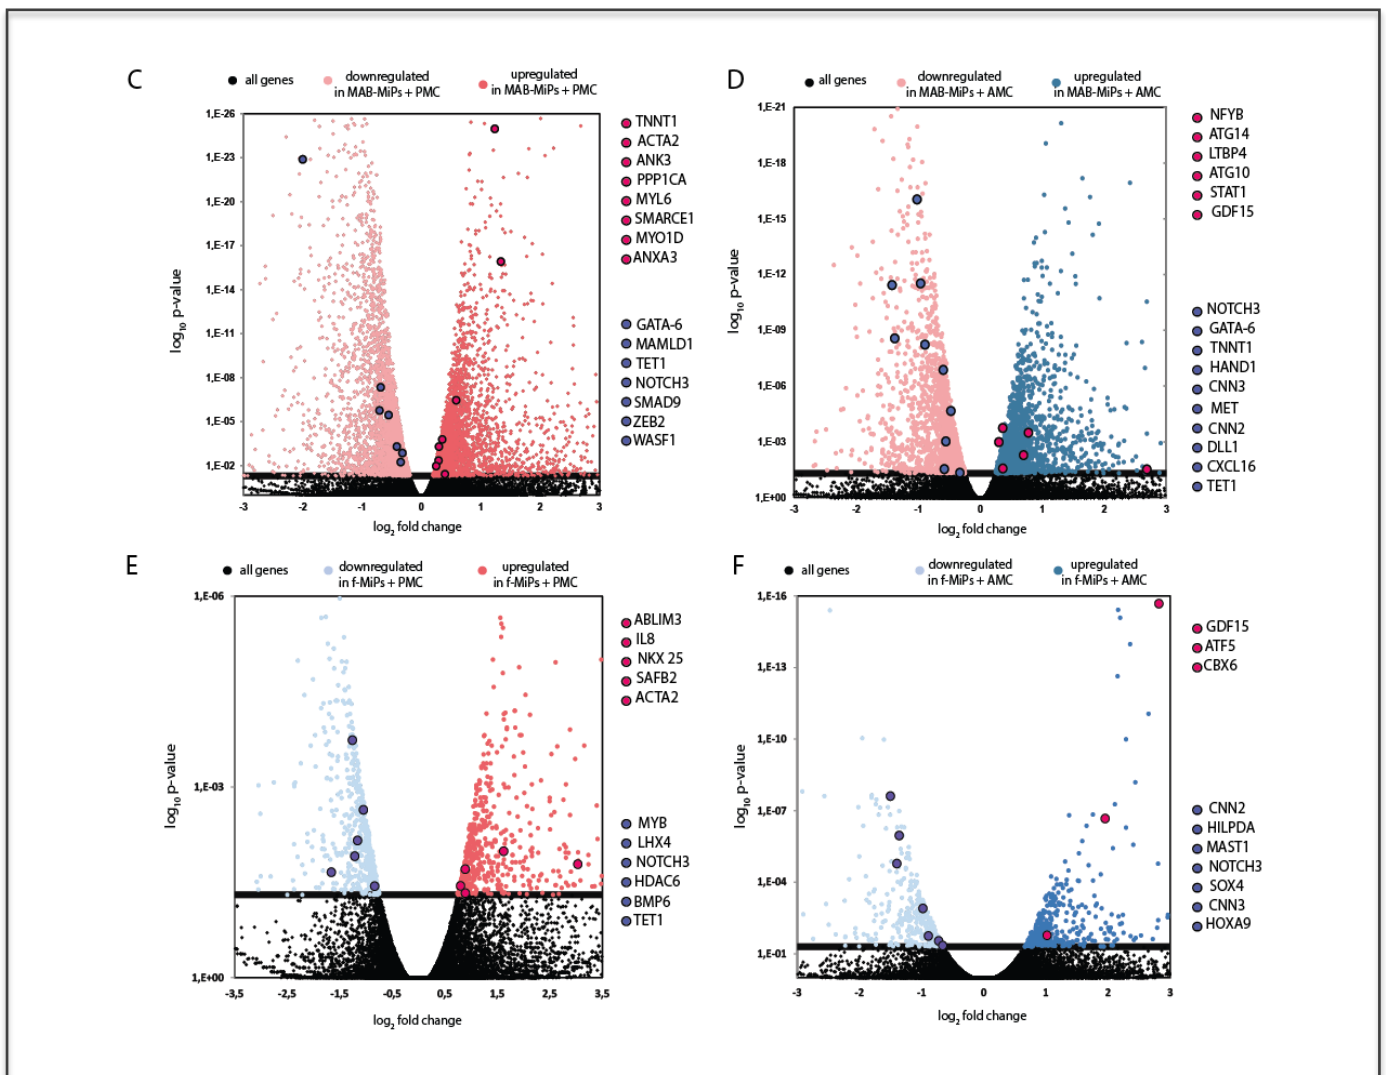 C
all genes
downregulated
in MAB-MiPs + PMC
upregulated
in MAB-MiPs + PMC
1,E-26
1,E-23
1,E-20
1,E-17
1,E-14
1,E-11
1,E-08
1,E-05
1,E-02
log10 p-value
-3
-2
-1
0
1
2
3
log2 fold change
TNNT1
ACTA2
ANK3
PPP1CA
MYL6
SMARCE1
MYO1D
ANXA3
GATA-6
MAMLD1
TET1
NOTCH3
SMAD9
ZEB2
WASF1
D
all genes
downregulated
in MAB-MiPs + AMC
upregulated
in MAB-MiPs + AMC
1,E-21
1,E-18
1,E-15
1,E-12
1,E-09
1,E-06
1,E-03
1,E+00
log10 p-value
-3
-2
-1
0
1
2
3
log2 fold change
NFYB
ATG14
LTBP4
ATG10
STAT1
GDF15
NOTCH3
GATA-6
TNNT1
HAND1
CNN3
MET
CNN2
DLL1
CXCL16
TET1
E
all genes
downregulated
in f-MiPs + PMC
upregulated
in f-MiPs + PMC
1,E-06
1,E-03
1,E+00
log10 p-value
-3,5
-2,5
-1,5
-0,5
0,5
1,5
2,5
3,5
log2 fold change
ABLIM3
IL8
NKX 25
SAFB2
ACTA2
MYB
LHX4
NOTCH3
HDAC6
BMP6
TET1
F
all genes
downregulated
in f-MiPs + AMC
upregulated
in f-MiPs + AMC
1,E-16
1,E-13
1,E-10
1,E-07
1,E-04
1,E-01
log10 p-value
-3
-2
-1
0
1
2
3
log2 fold change
GDF15
ATF5
CBX6
CNN2
HILPDA
MAST1
NOTCH3
SOX4
CNN3
HOXA9